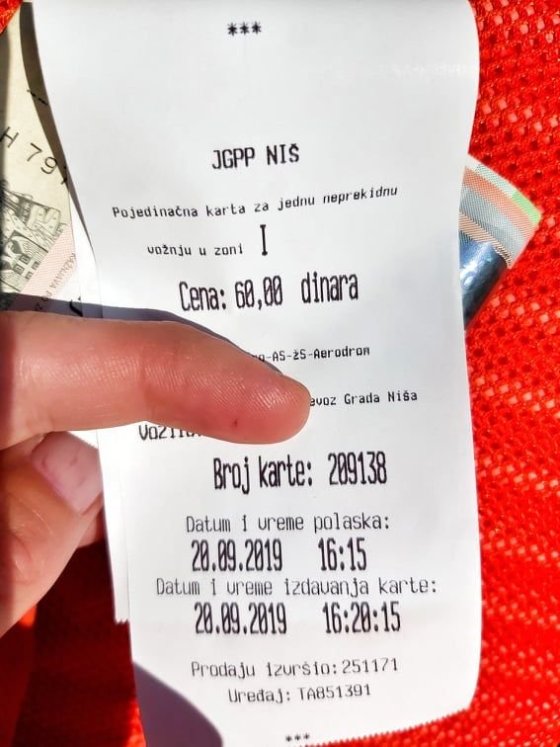 ***
JGPP NIŠ
Pojedinačna karta za jednu neprekidnu
vožnju u zoni I
Cena: 60,00 dinara
-AS-žS-Aerodrom
Grada Niša
Broj karte: 209138
Datum i vreme polaska:
20.09.2019 16:15
Datum i vreme izdavanja karte:
20.09.2019 16:20:15
Prodaju izvršio:251171
Uređaj: TA851391
***
H 79